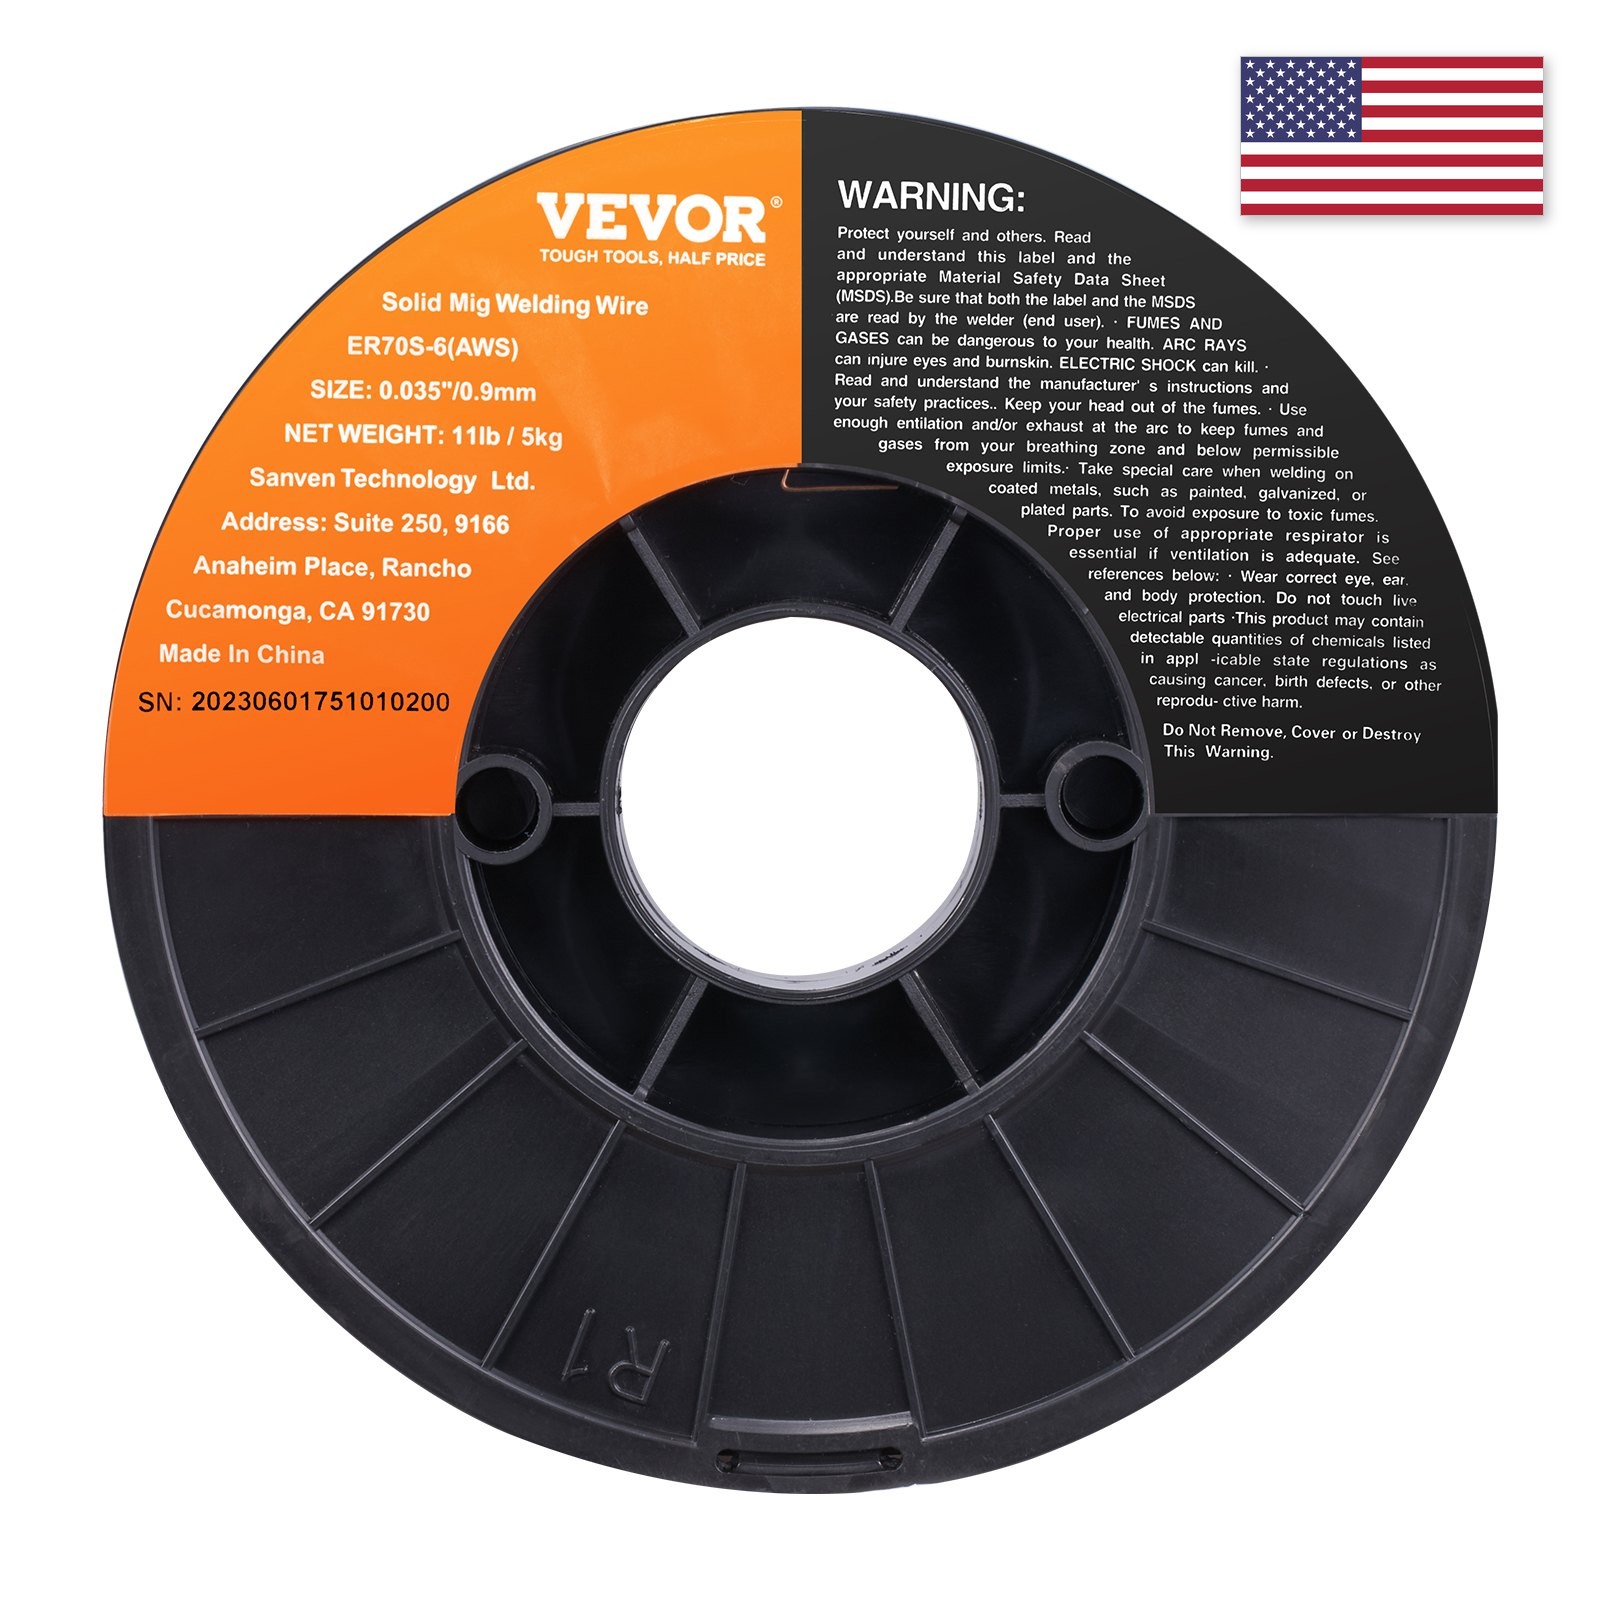 VEVOR®
TOUGH TOOLS, HALF PRICE
Solid Mig Welding Wire
ER70S-6(AWS)
SIZE: 0.035"/0.9mm
NET WEIGHT: 11lb / 5kg
Sanven Technology Ltd.
Address: Suite 250, 9166
Anaheim Place, Rancho
Cucamonga, CA 91730
Made In China
SN: 20230601751010200
WARNING:
Protect yourself and others. Read
and understand this label and the
appropriate Material Safety Data Sheet
(MSDS).Be sure that both the label and the MSDS
are read by the welder (end user). · FUMES AND
GASES can be dangerous to your health. ARC RAYS
can injure eyes and burnskin. ELECTRIC SHOCK can kill. ·
Read and understand the manufacturer' s instructions and
your safety practices.. Keep your head out of the fumes. · Use
enough entilation and/or exhaust at the arc to keep fumes and
gases from your breathing zone and below permissible
exposure limits.· Take special care when welding on
coated metals, such as painted, galvanized, or
plated parts. To avoid exposure to toxic fumes.
Proper use of appropriate respirator is
essential if ventilation is adequate. See
references below: · Wear correct eye, ear.
and body protection. Do not touch live
electrical parts ·This product may contain
detectable quantities of chemicals listed
in appl -icable state regulations as
causing cancer, birth defects, or other
reprodu- ctive harm.
Do Not Remove, Cover or Destroy
This Warning.
R1